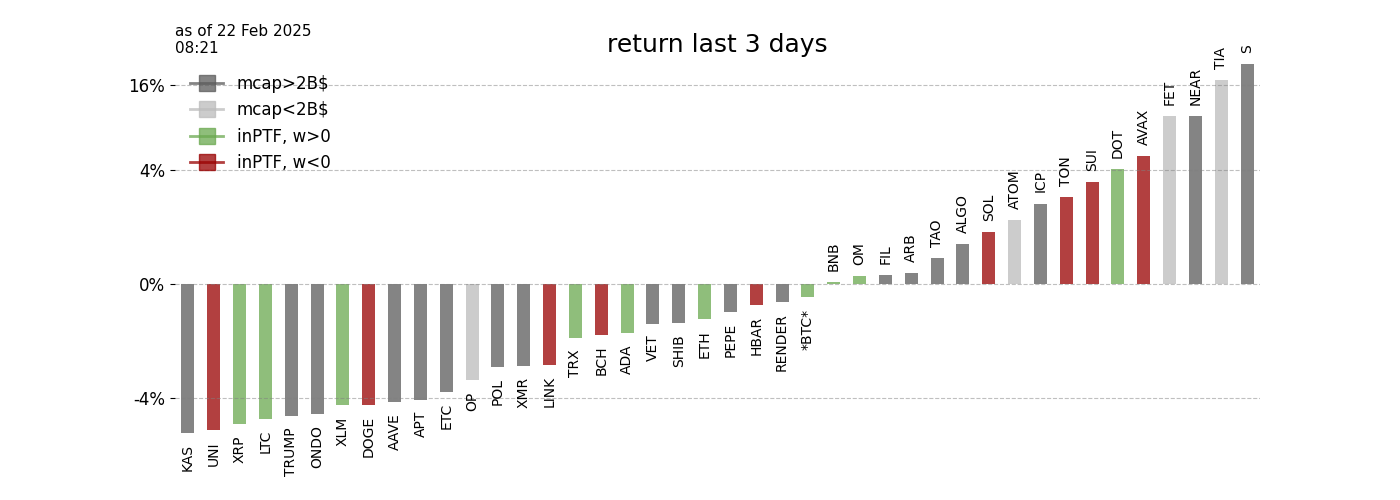 as of 22 Feb 2025
08:21
return last 3 days
mcap>2B$
mcap<2B$
inPTF, w>0
inPTF, w<0
16%
4%
0%
-4%
KAS
UNI
XRP
LTC
TRUMP
ONDO
XLM
DOGE
AAVE
APT
ETC
OP
POL
XMR
LINK
TRX
BCH
ADA
VET
SHIB
ETH
PEPE
HBAR
RENDER
*BTC*
BNB
OM
FIL
ARB
TAO
ALGO
SOL
ATOM
ICP
TON
SUI
DOT
AVAX
FET
NEAR
TIA
S